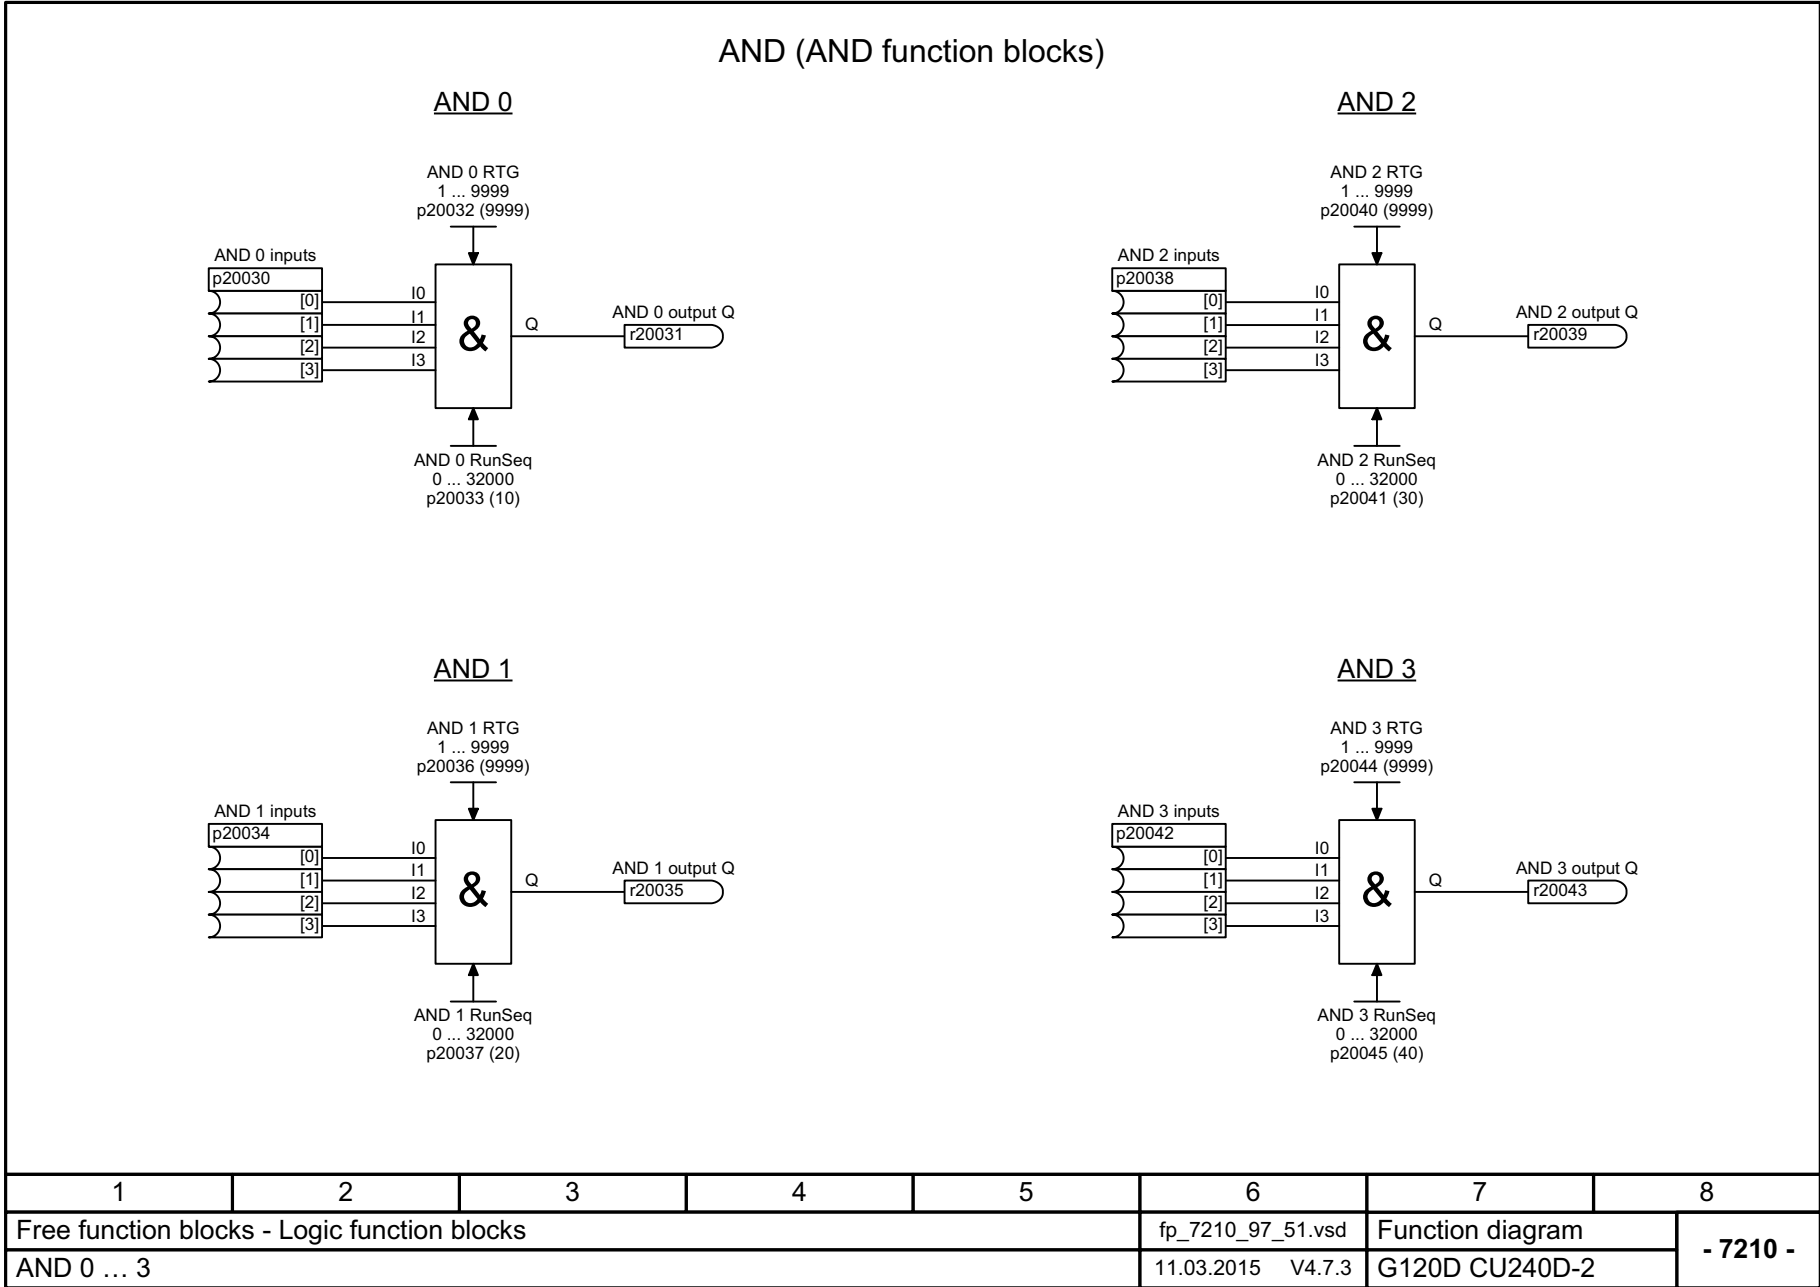 AND (AND function blocks)
AND 0
AND 0 RTG
1 ... 9999
p20032 (9999)
AND 0 inputs
p20030
[0]
[1]
[2]
[3]
I0
I1
I2
I3
&
Q
AND 0 output Q
r20031
AND 0 RunSeq
0 ... 32000
p20033 (10)
AND 2
AND 2 RTG
1 ... 9999
p20040 (9999)
AND 2 inputs
p20038
[0]
[1]
[2]
[3]
I0
I1
I2
I3
&
Q
AND 2 output Q
r20039
AND 2 RunSeq
0 ... 32000
p20041 (30)
AND 1
AND 1 RTG
1 ... 9999
p20036 (9999)
AND 1 inputs
p20034
[0]
[1]
[2]
[3]
I0
I1
I2
I3
&
Q
AND 1 output Q
r20035
AND 1 RunSeq
0 ... 32000
p20037 (20)
AND 3
AND 3 RTG
1 ... 9999
p20044 (9999)
AND 3 inputs
p20042
[0]
[1]
[2]
[3]
I0
I1
I2
I3
&
Q
AND 3 output Q
r20043
AND 3 RunSeq
0 ... 32000
p20045 (40)
1 2 3 4 5 6 7 8
Free function blocks - Logic function blocks
fp_7210_97_51.vsd
Function diagram
- 7210 -
AND 0 … 3
11.03.2015 V4.7.3
G120D CU240D-2